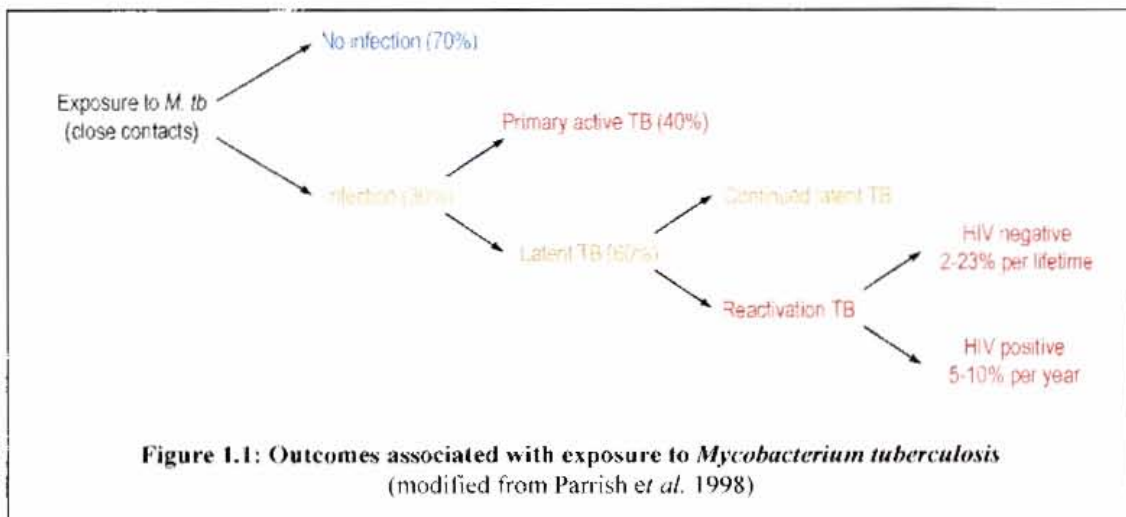 No infection (70%)
Exposure to M. tb
(close contacts)
Primary active TB (40%)
Infection (30%)
Continued latent TB
Latent TB (60%)
HIV negative
2-23% per lifetime
Reactivation TB
HIV positive
5-10% per year
Figure 1.1: Outcomes associated with exposure to Mycobacterium tuberculosis
(modified from Parrish et al. 1998)